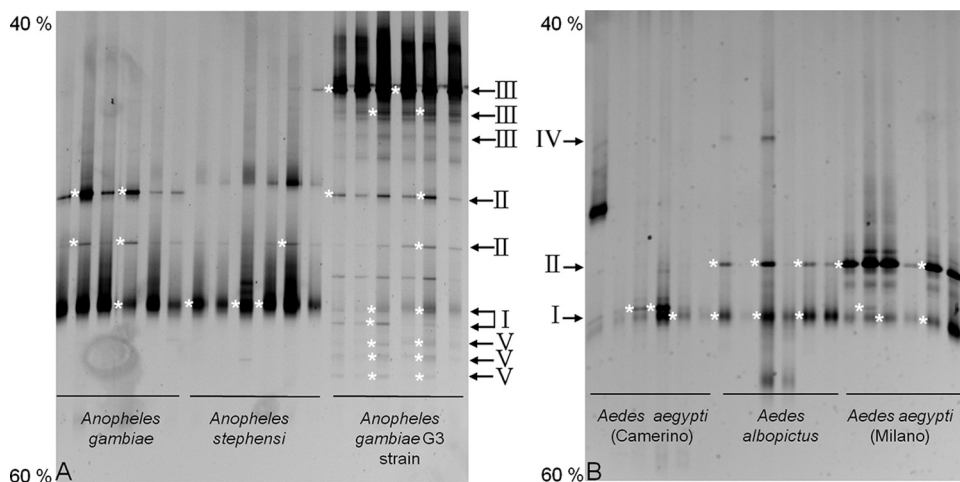 40 %
III
III
III
II
II
I
V
V
V
Anopheles
gambiae
Anopheles
stephensi
Anopheles
gambiae G3
strain
60 %
A
40 %
IV
II
I
Aedes aegypti
(Camerino)
Aedes
albopictus
Aedes aegypti
(Milano)
60 %
B